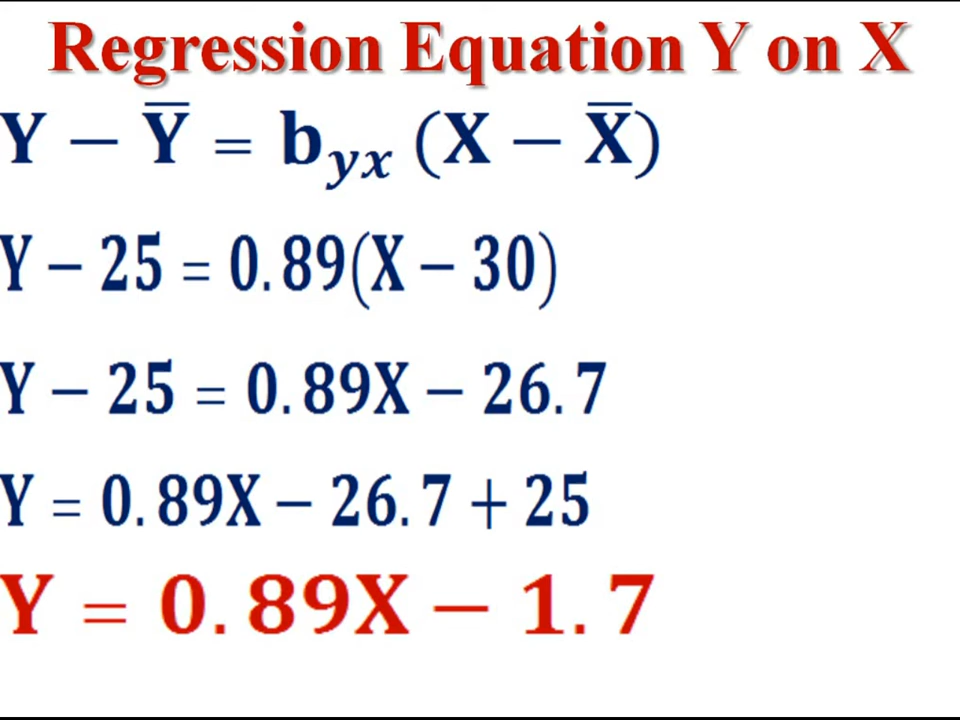 Regression Equation Y on X
Y − Y̅ = b_yx (X − X̅)
Y − 25 = 0.89(X − 30)
Y − 25 = 0.89X − 26.7
Y = 0.89X − 26.7 + 25
Y = 0.89X − 1.7